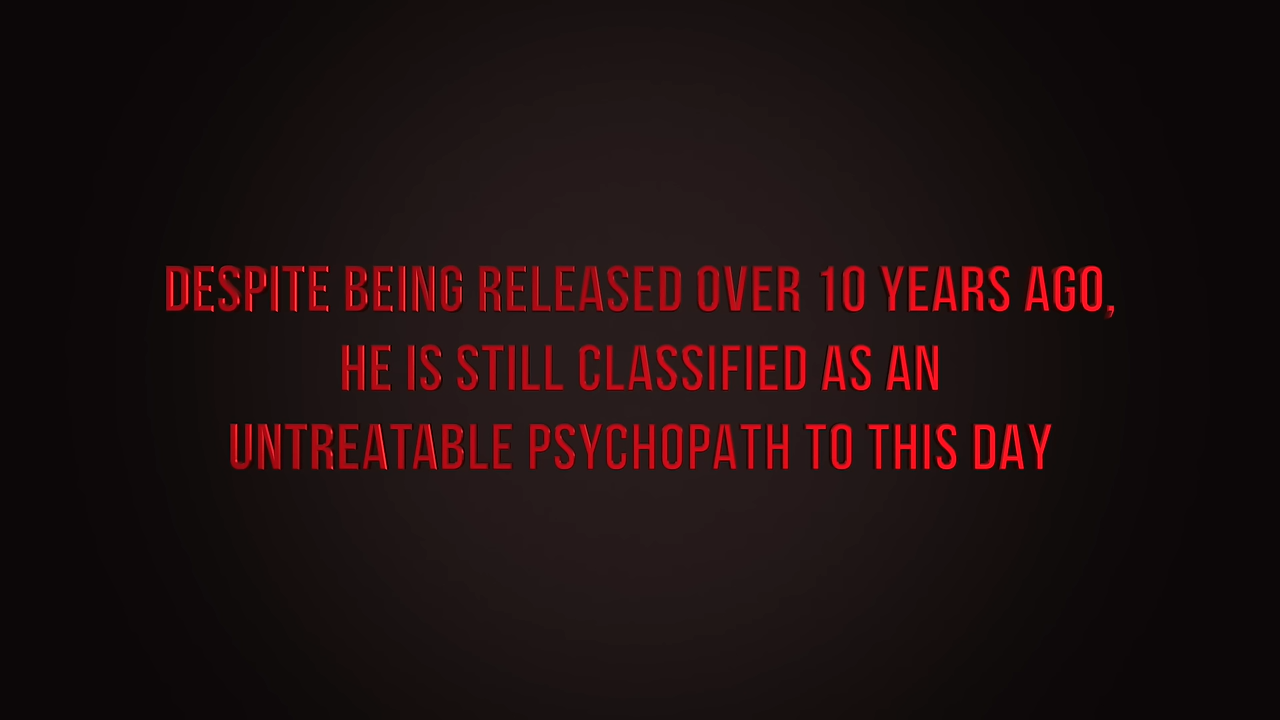 DESPITE BEING RELEASED OVER 10 YEARS AGO,
HE IS STILL CLASSIFIED AS AN
UNTREATABLE PSYCHOPATH TO THIS DAY